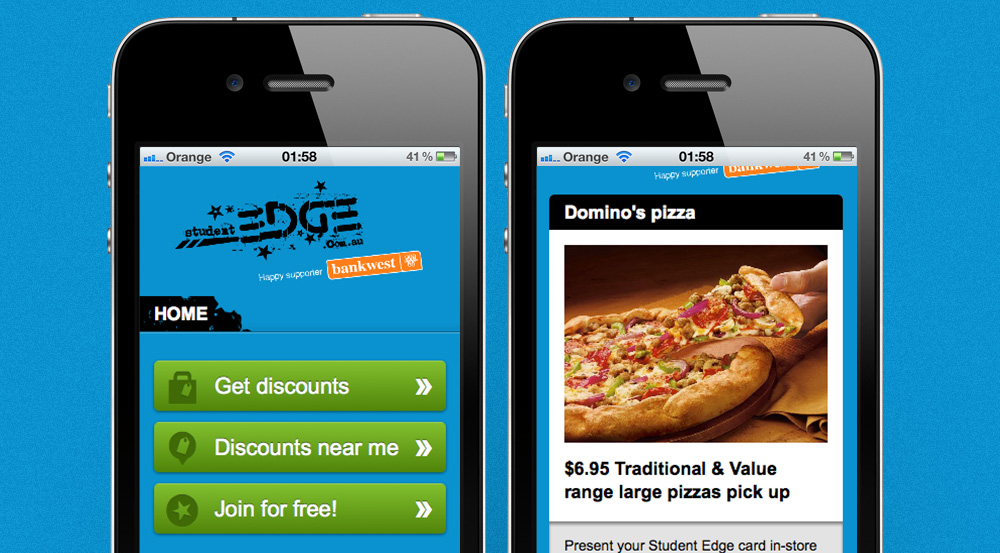 Orange 01:58 41 %
student EDGE
.com.au
Happy supporter bankwest
HOME
Get discounts
Discounts near me
Join for free!
Orange 01:58 41 %
Happy supporter bankwest
Domino's pizza
$6.95 Traditional & Value
range large pizzas pick up
Present your Student Edge card in-store